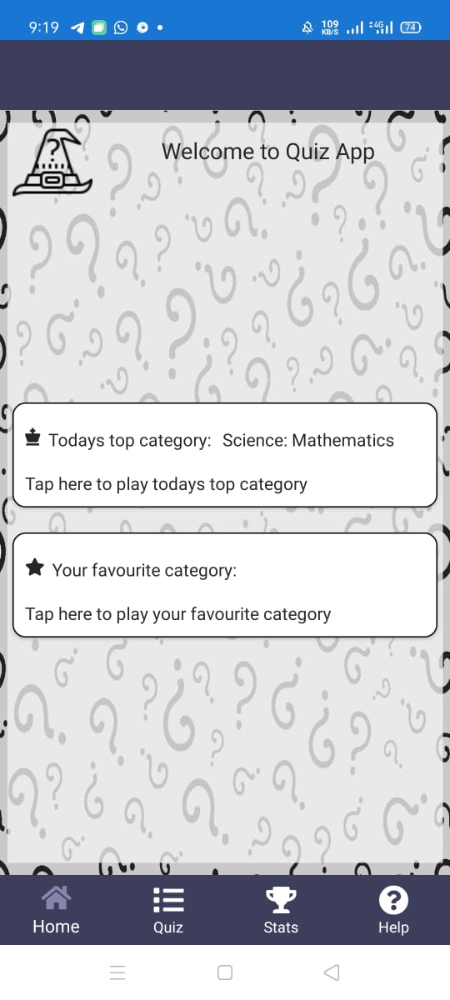 9:19 109 KB/S 4G 74
?
Welcome to Quiz App
Todays top category: Science: Mathematics
Tap here to play todays top category
Your favourite category:
Tap here to play your favourite category
Home Quiz Stats Help